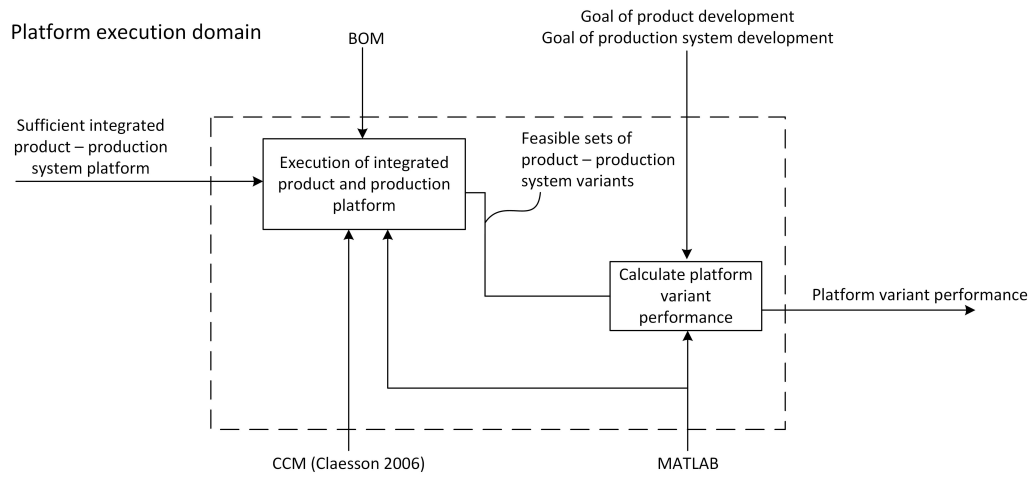 Platform execution domain
BOM
Goal of product development
Goal of production system development
Sufficient integrated
product – production
system platform
Execution of integrated
product and production
platform
Feasible sets of
product – production
system variants
Calculate platform
variant
performance
Platform variant performance
CCM (Claesson 2006)
MATLAB